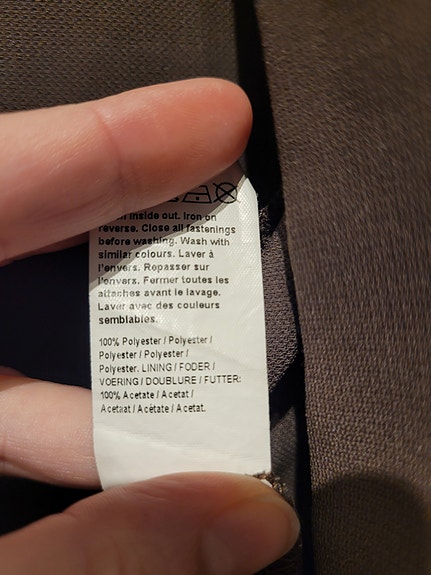 inside out. Iron on
reverse. Close all fastenings
before washing. Wash with
similar colours. Laver à
l'envers. Repasser sur
l'envers. Fermer toutes les
attaches avant le lavage.
Laver avec des couleurs
semblables.
100% Polyester / Polyester /
Polyester / Polyester /
Polyester. LINING / FODER /
VOERING / DOUBLURE / FUTTER:
100% Acetate / Acetat /
Acetaat / Acétate / Acetat.